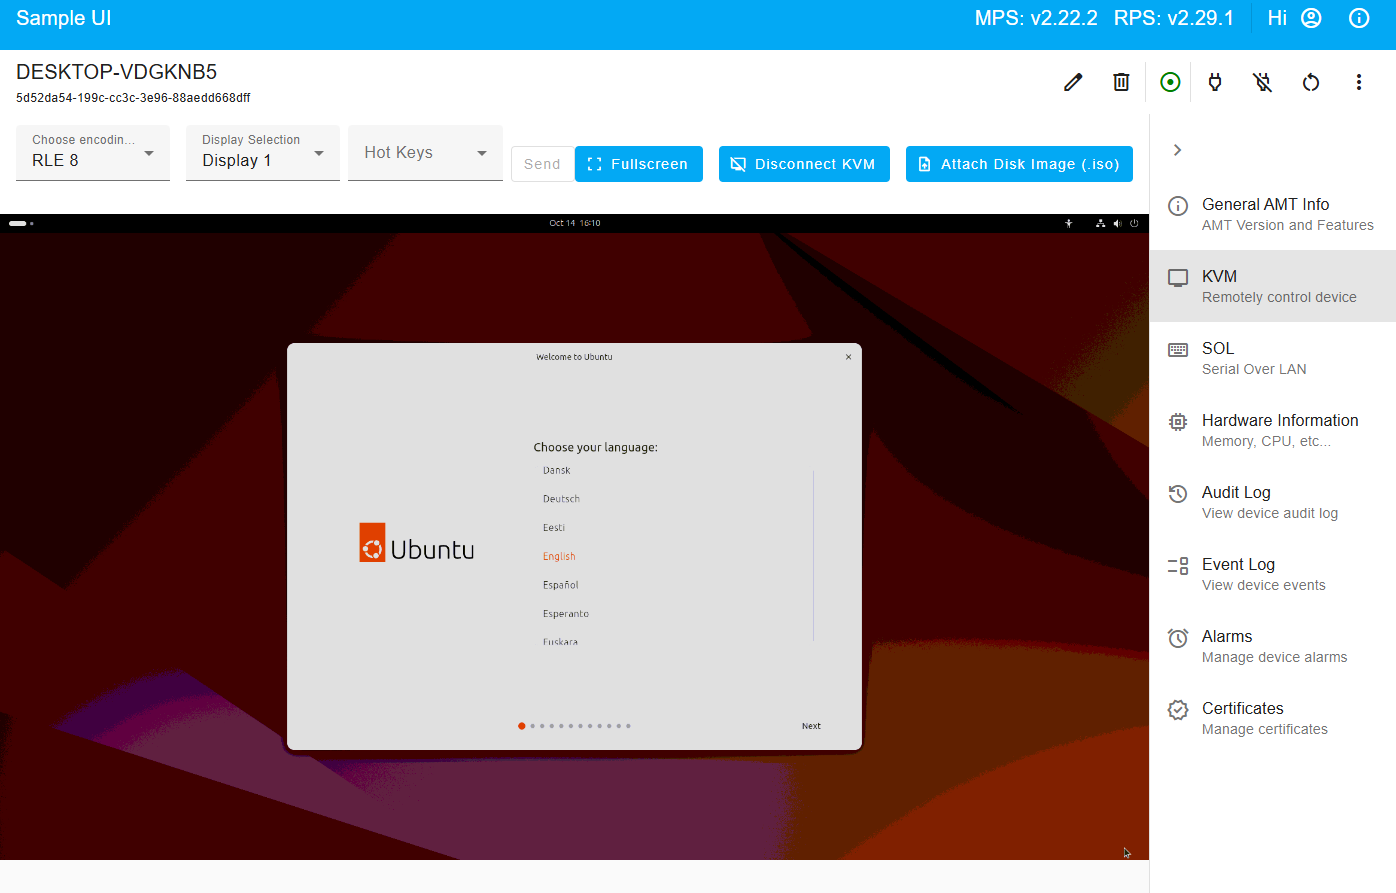 Sample UI
MPS: v2.22.2 RPS: v2.29.1 Hi
DESKTOP-VDGKNB5
5d52da54-199c-cc3c-3e96-88aedd668dff
Choose encodin...
RLE 8
Display Selection
Display 1
Hot Keys
Send
Fullscreen
Disconnect KVM
Attach Disk Image (.iso)
Oct 14 16:10
Welcome to Ubuntu
Choose your language:
Dansk
Deutsch
Eesti
English
Español
Esperanto
Euskara
Ubuntu
Next
General AMT Info
AMT Version and Features
KVM
Remotely control device
SOL
Serial Over LAN
Hardware Information
Memory, CPU, etc...
Audit Log
View device audit log
Event Log
View device events
Alarms
Manage device alarms
Certificates
Manage certificates